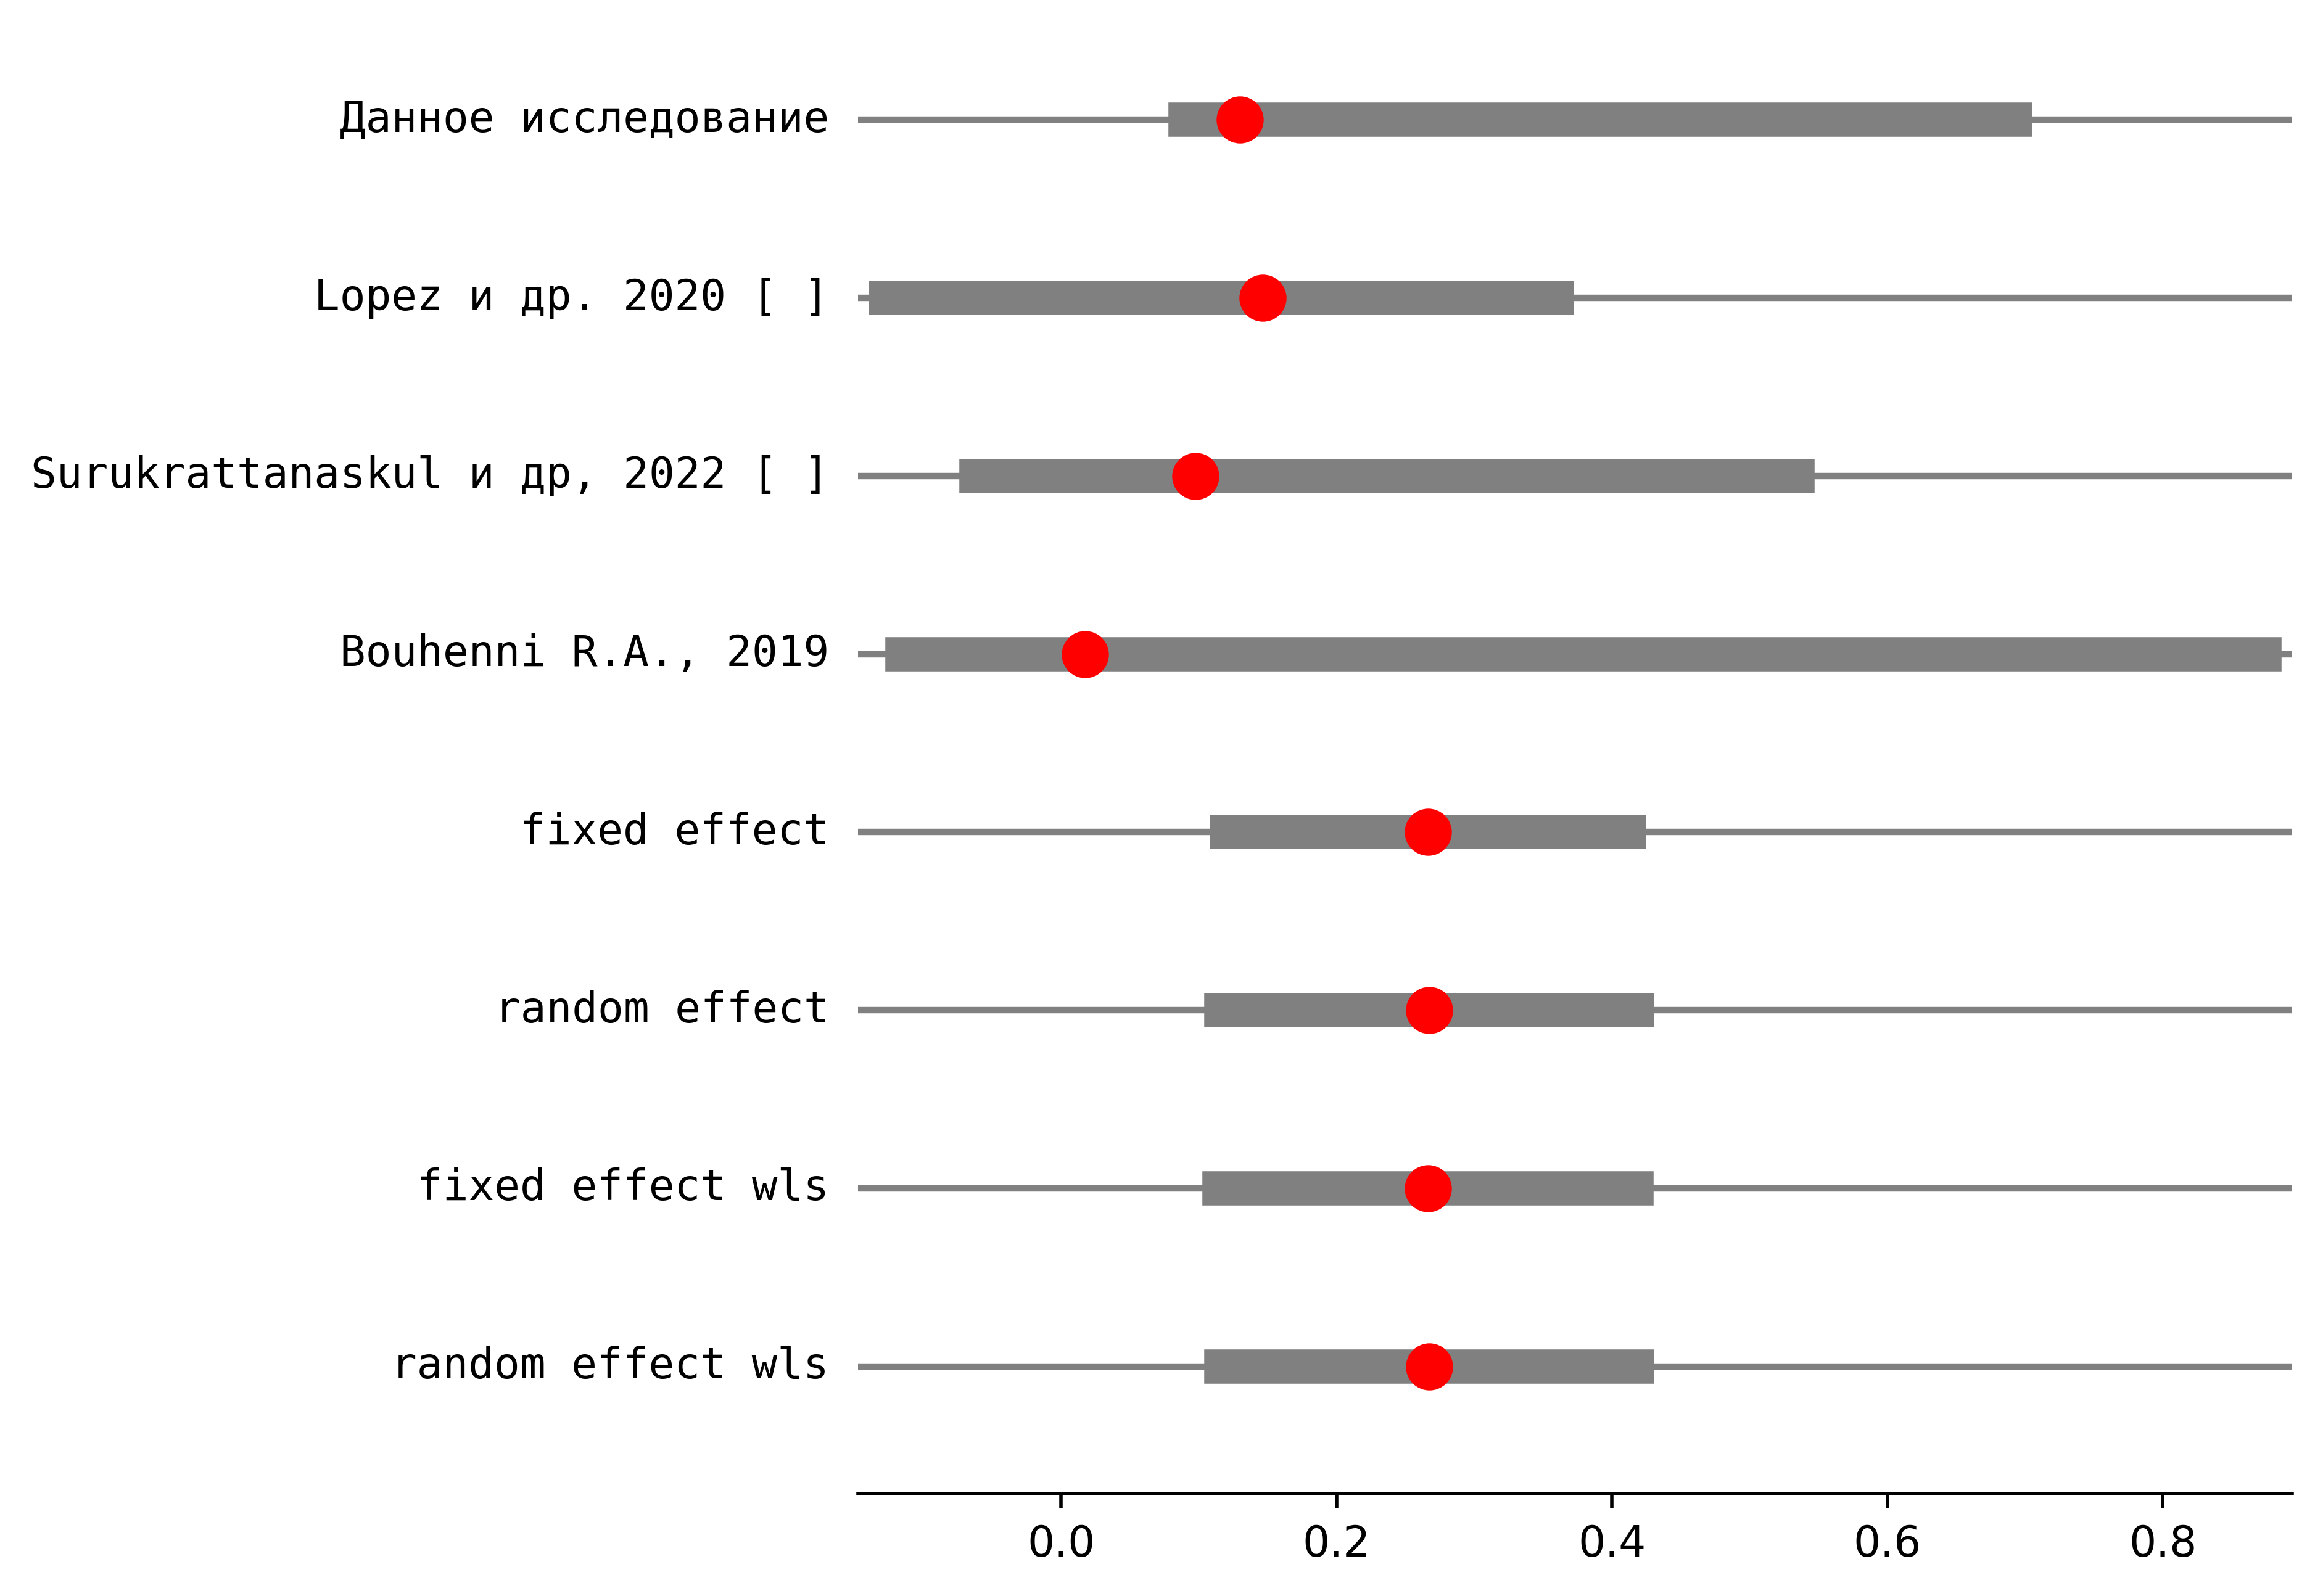 Данное исследование
Lopez и др. 2020 [ ]
Surukrattanaskul и др, 2022 [ ]
Bouhenni R.A., 2019
fixed effect
random effect
fixed effect wls
random effect wls
0.0 0.2 0.4 0.6 0.8